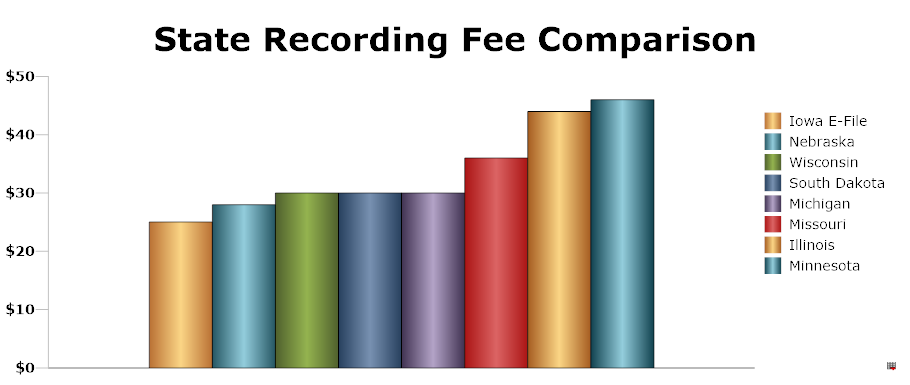 State Recording Fee Comparison
$50
$40
$30
$20
$10
$0
Iowa E-File
Nebraska
Wisconsin
South Dakota
Michigan
Missouri
Illinois
Minnesota